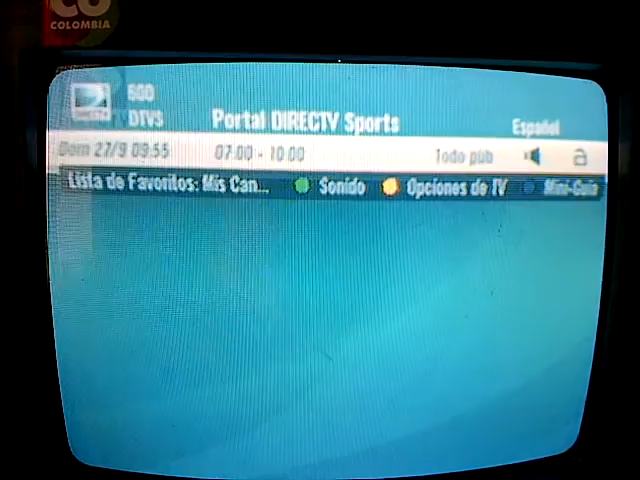 CO
COLOMBIA
600
DTVS Portal DIRECTV Sports Español
Dom 27/9 09:55 07:00 - 10:00 Todo púb
Lista de Favoritos: Mis Can... Sonido Opciones de TV Mini-Guía